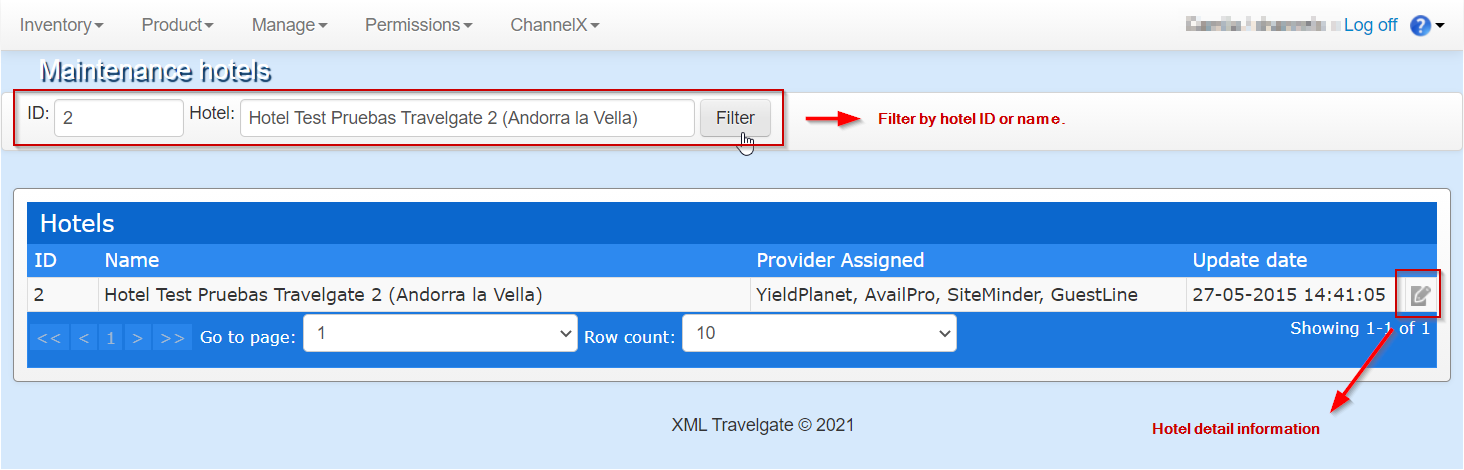 Inventory Product Manage Permissions ChannelX Log off ?
Maintenance hotels
ID: 2 Hotel: Hotel Test Pruebas Travelgate 2 (Andorra la Vella) Filter
Filter by hotel ID or name.
Hotels
ID Name Provider Assigned Update date
2 Hotel Test Pruebas Travelgate 2 (Andorra la Vella) YieldPlanet, AvailPro, SiteMinder, GuestLine 27-05-2015 14:41:05
<< < 1 > >> Go to page: 1 Row count: 10 Showing 1-1 of 1
XML Travelgate © 2021
Hotel detail information